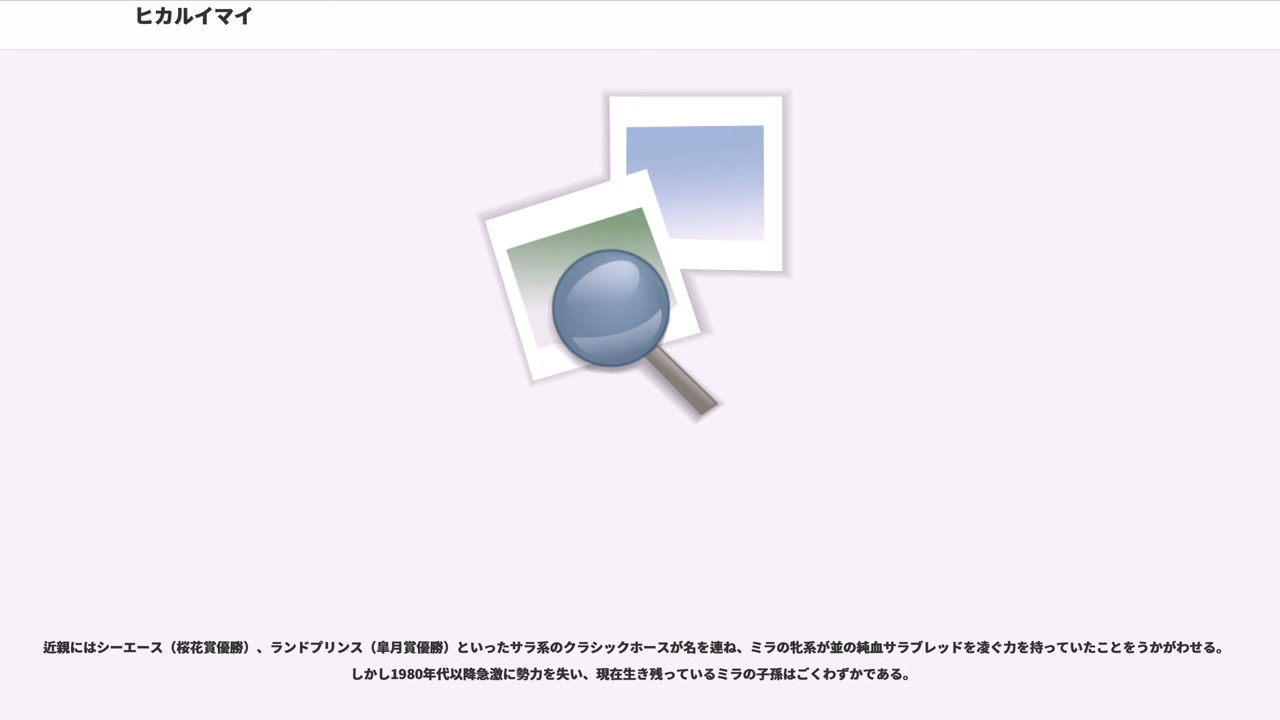 ヒカルイマイ
近親にはシーエース（桜花賞優勝）、ランドプリンス（皐月賞優勝）といったサラ系のクラシックホースが名を連ね、ミラの牝系が並の純血サラブレッドを凌ぐ力を持っていたことをうかがわせる。
しかし1980年代以降急激に勢力を失い、現在生き残っているミラの子孫はごくわずかである。